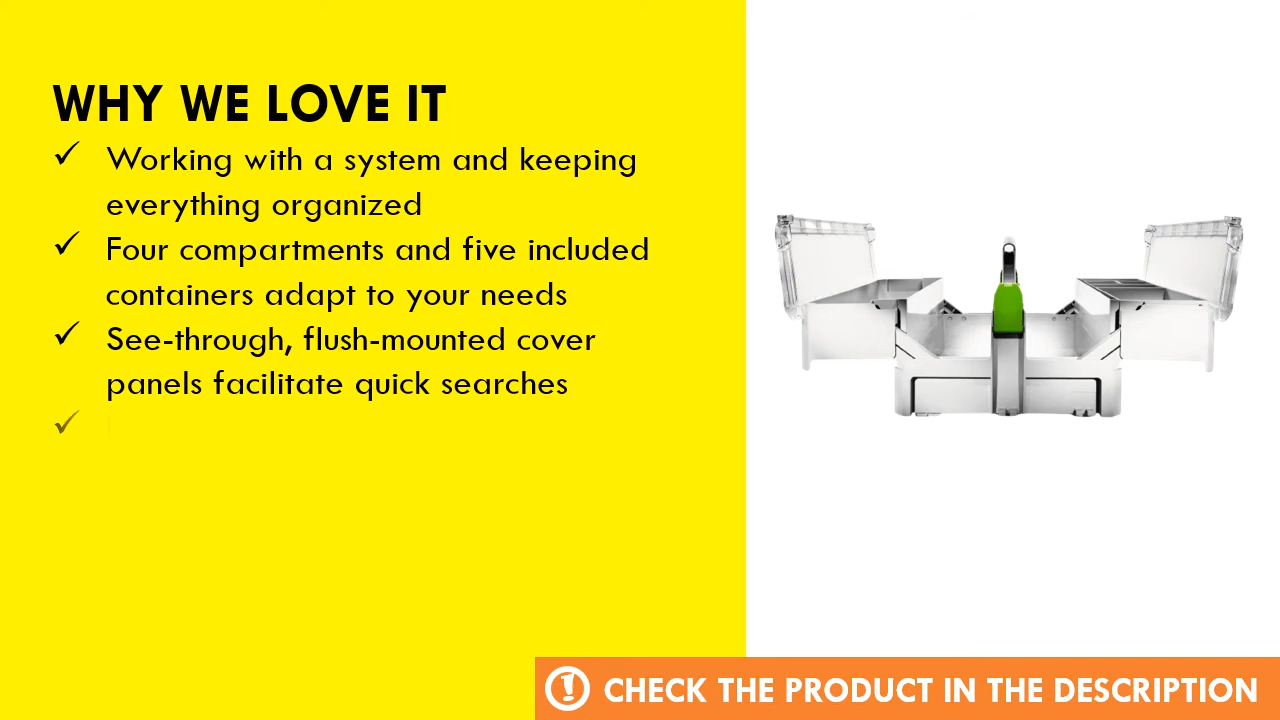 WHY WE LOVE IT
✓ Working with a system and keeping
everything organized
✓ Four compartments and five included
containers adapt to your needs
✓ See-through, flush-mounted cover
panels facilitate quick searches
✓
CHECK THE PRODUCT IN THE DESCRIPTION